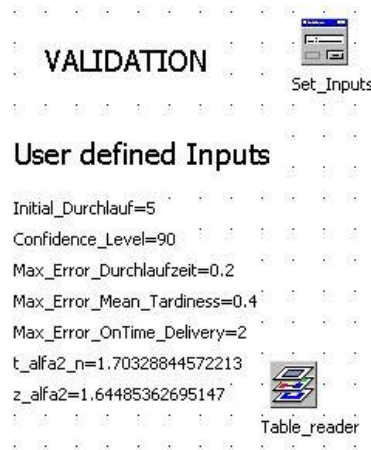 VALIDATION
Set_Inputs
User defined Inputs
Initial_Durchlauf=5
Confidence_Level=90
Max_Error_Durchlaufzeit=0.2
Max_Error_Mean_Tardiness=0.4
Max_Error_OnTime_Delivery=2
t_alfa2_n=1.70328844572213
z_alfa2=1.64485362695147
Table_reader